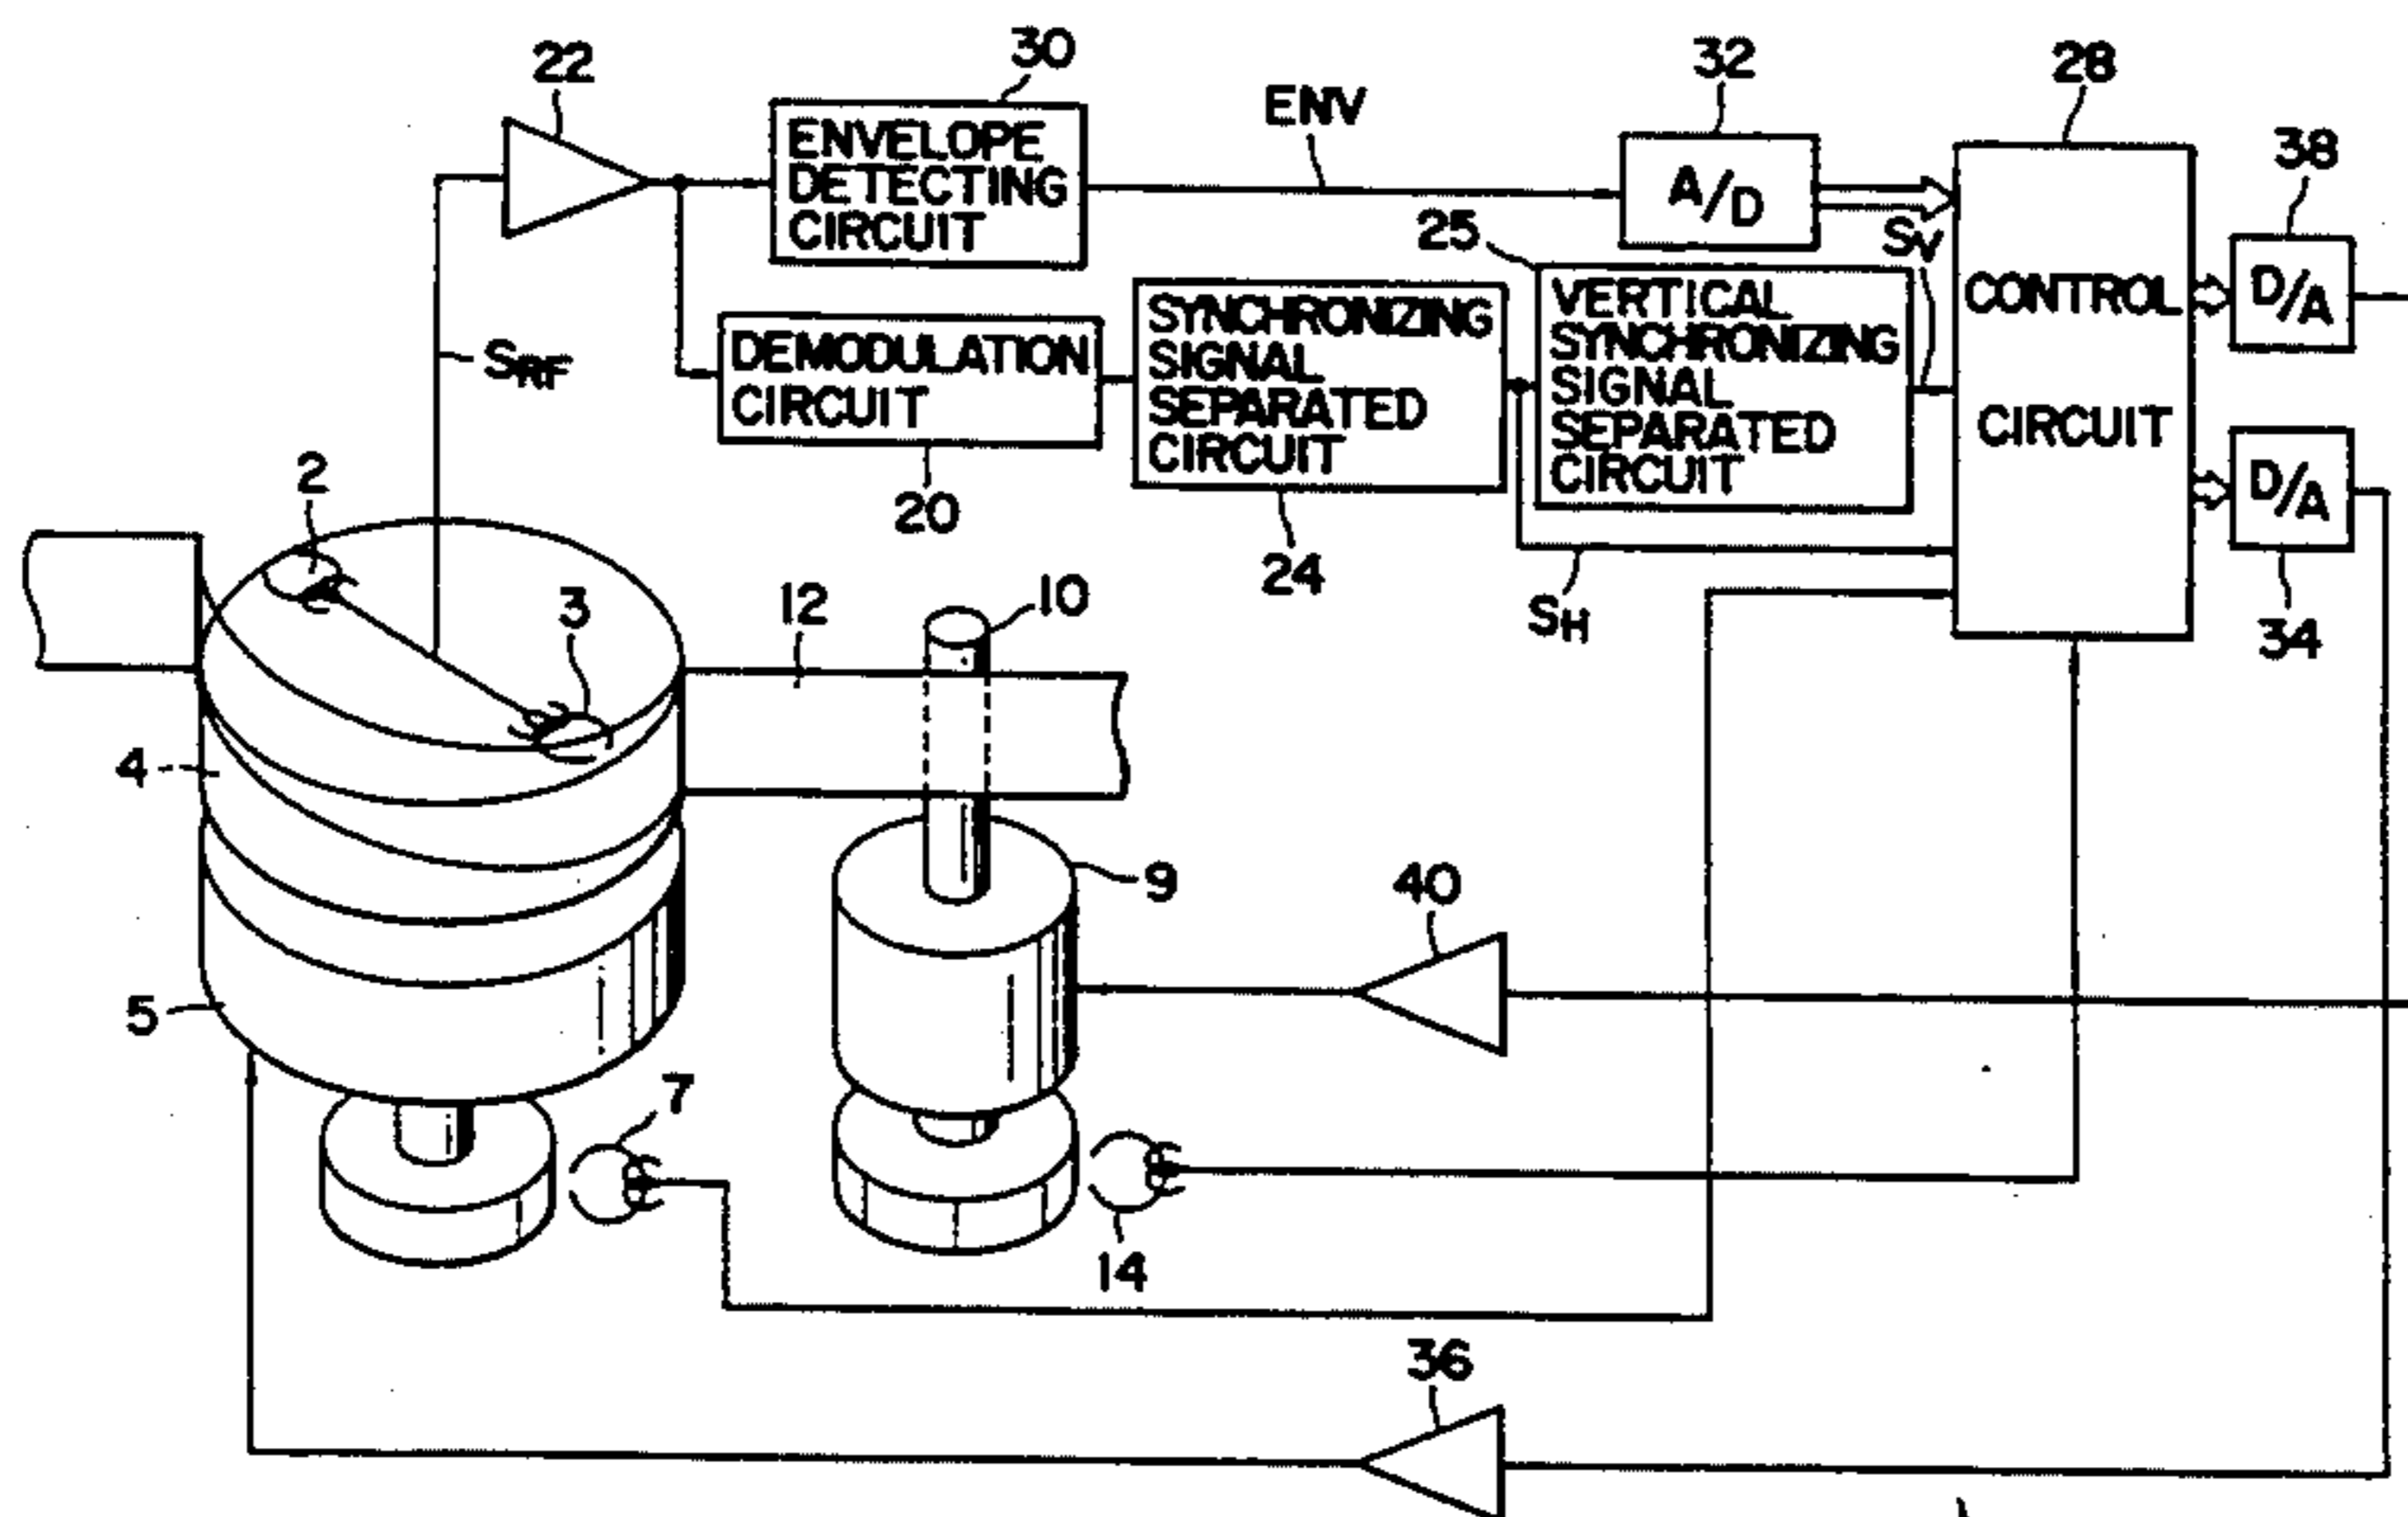 22
30
ENV
32
28
38
ENVELOPE
DETECTING
CIRCUIT
A/D
25
SV
D/A
CONTROL
CIRCUIT
SRF
DEMODULATION
CIRCUIT
20
SYNCHRONIZING
SIGNAL
SEPARATED
CIRCUIT
24
VERTICAL
SYNCHRONIZING
SIGNAL
SEPARATED
CIRCUIT
D/A
34
SH
2
3
12
10
4
9
40
5
7
14
36